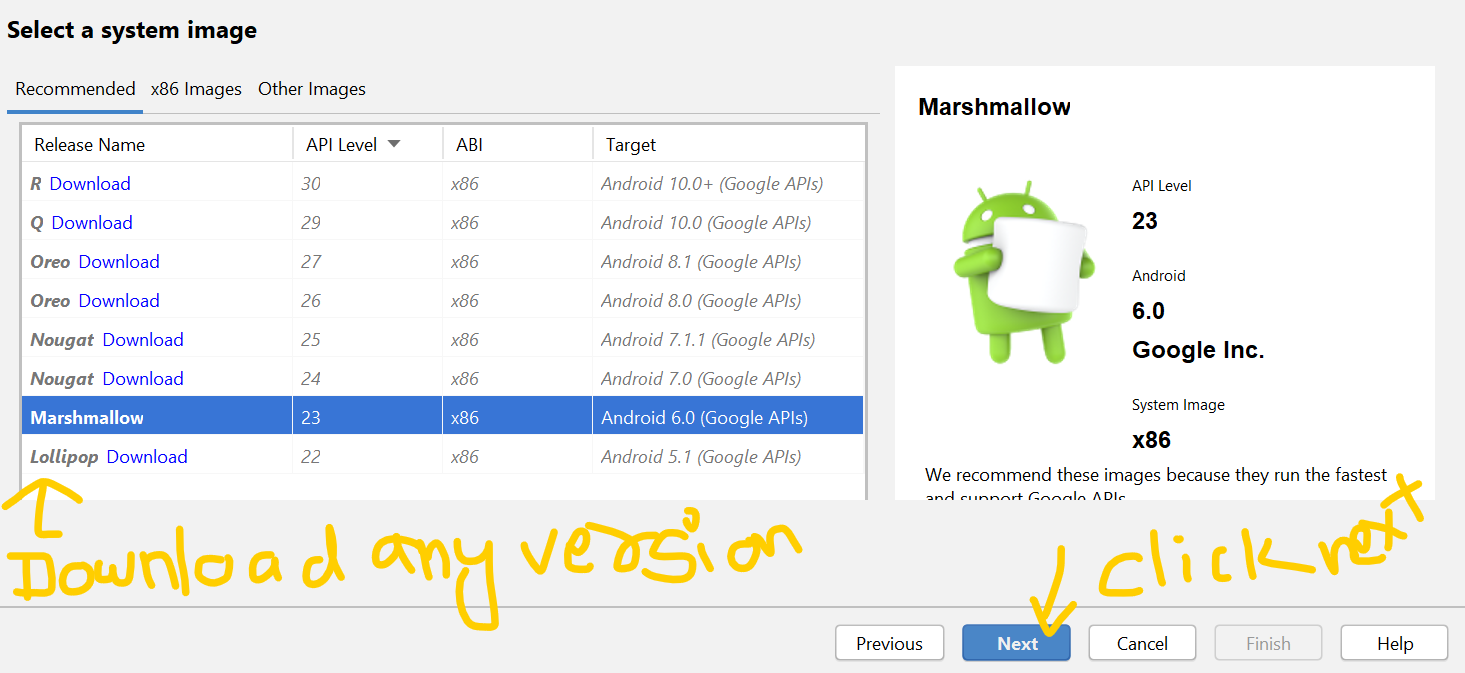 Select a system image
Recommended x86 Images Other Images
Release Name API Level ABI Target
R Download 30 x86 Android 10.0+ (Google APIs)
Q Download 29 x86 Android 10.0 (Google APIs)
Oreo Download 27 x86 Android 8.1 (Google APIs)
Oreo Download 26 x86 Android 8.0 (Google APIs)
Nougat Download 25 x86 Android 7.1.1 (Google APIs)
Nougat Download 24 x86 Android 7.0 (Google APIs)
Marshmallow 23 x86 Android 6.0 (Google APIs)
Lollipop Download 22 x86 Android 5.1 (Google APIs)
Marshmallow
API Level
23
Android
6.0
Google Inc.
System Image
x86
We recommend these images because they run the fastest
and support Google APIs
Download any version
click next
Previous Next Cancel Finish Help